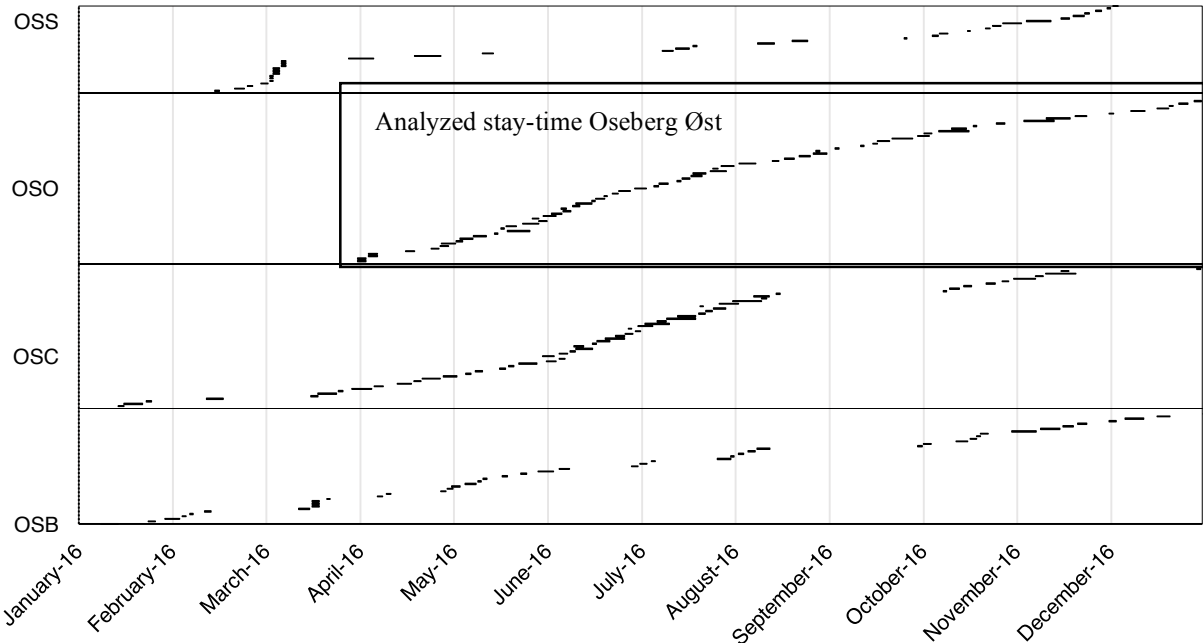 OSS
Analyzed stay-time Oseberg Øst
OSO
OSC
OSB
January-16
February-16
March-16
April-16
May-16
June-16
July-16
August-16
September-16
October-16
November-16
December-16